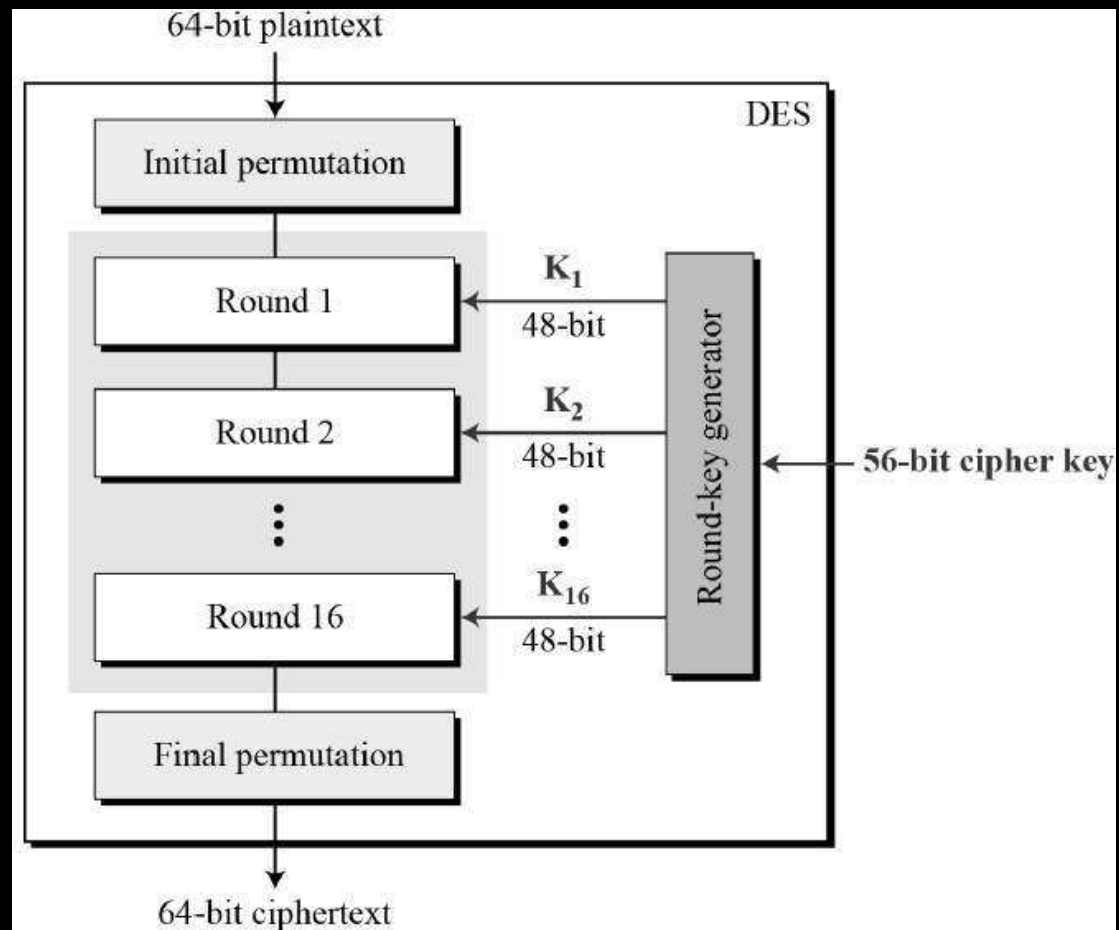 64-bit plaintext
DES
Initial permutation
K₁
Round 1
48-bit
K₂
Round 2
48-bit
Round-key generator
56-bit cipher key
K₁₆
Round 16
48-bit
Final permutation
64-bit ciphertext